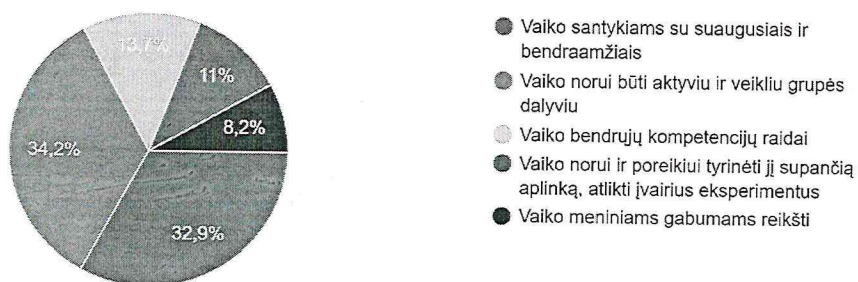 13,7%
11%
8,2%
34,2%
32,9%
Vaiko santykiams su suaugusiais ir
bendraamžiais
Vaiko norui būti aktyviu ir veikliu grupės
dalyviu
Vaiko bendrųjų kompetencijų raidai
Vaiko norui ir poreikiui tyrinėti jį supančią
aplinką, atlikti įvairius eksperimentus
Vaiko meniniams gabumams reikšti